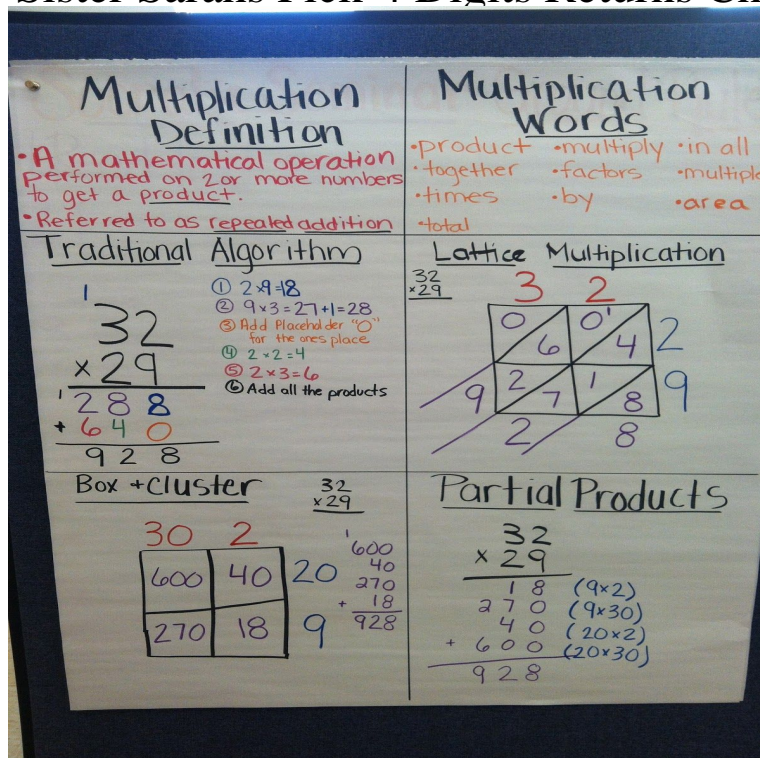 Multiplication
Definition
• A mathematical operation
performed on 2 or more numbers
to get a product.
• Referred to as repeated addition
Multiplication
Words
• product • multiply • in all
• together • factors • multiple
• times • by • area
• total
Traditional Algorithm
1
32
×29
1
288
+ 640
928
① 2×9=18
② 9×3=27+1=28
③ Add Placeholder "0"
for the ones place
④ 2×2=4
⑤ 2×3=6
⑥ Add all the products
Lattice Multiplication
32
×29
3 2
0 6 0 1 4 2
9 2 7 1 8 9
2 8
Box + cluster
32
×29
30 2
600 40 20
270 18 9
1
600
40
270
+ 18
928
Partial Products
32
× 29
18 (9×2)
270 (9×30)
40 (20×2)
+ 600 (20×30)
928